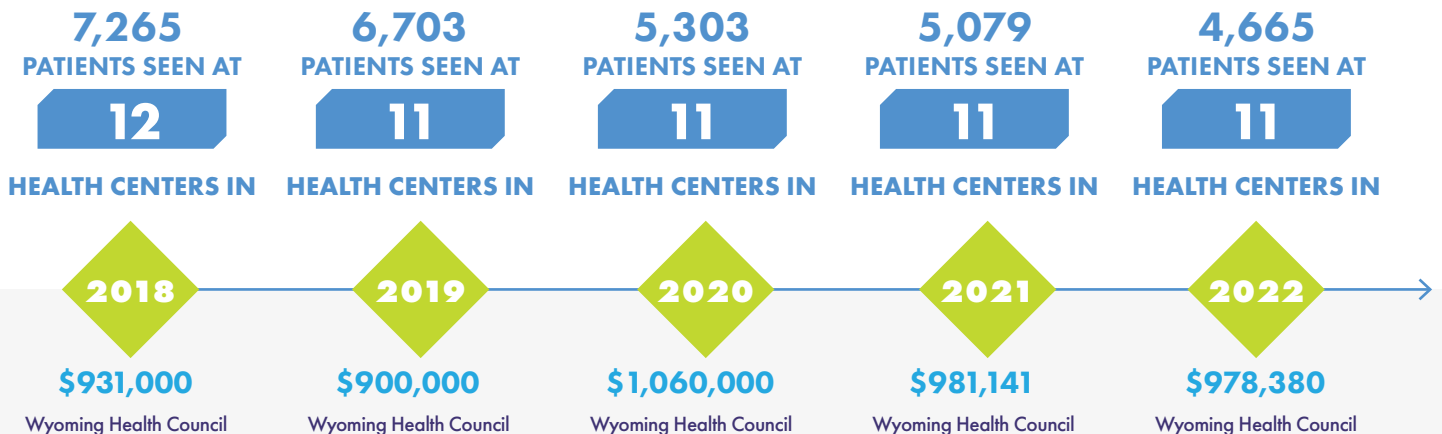 7,265
PATIENTS SEEN AT
12
HEALTH CENTERS IN
2018
$931,000
Wyoming Health Council
6,703
PATIENTS SEEN AT
11
HEALTH CENTERS IN
2019
$900,000
Wyoming Health Council
5,303
PATIENTS SEEN AT
11
HEALTH CENTERS IN
2020
$1,060,000
Wyoming Health Council
5,079
PATIENTS SEEN AT
11
HEALTH CENTERS IN
2021
$981,141
Wyoming Health Council
4,665
PATIENTS SEEN AT
11
HEALTH CENTERS IN
2022
$978,380
Wyoming Health Council